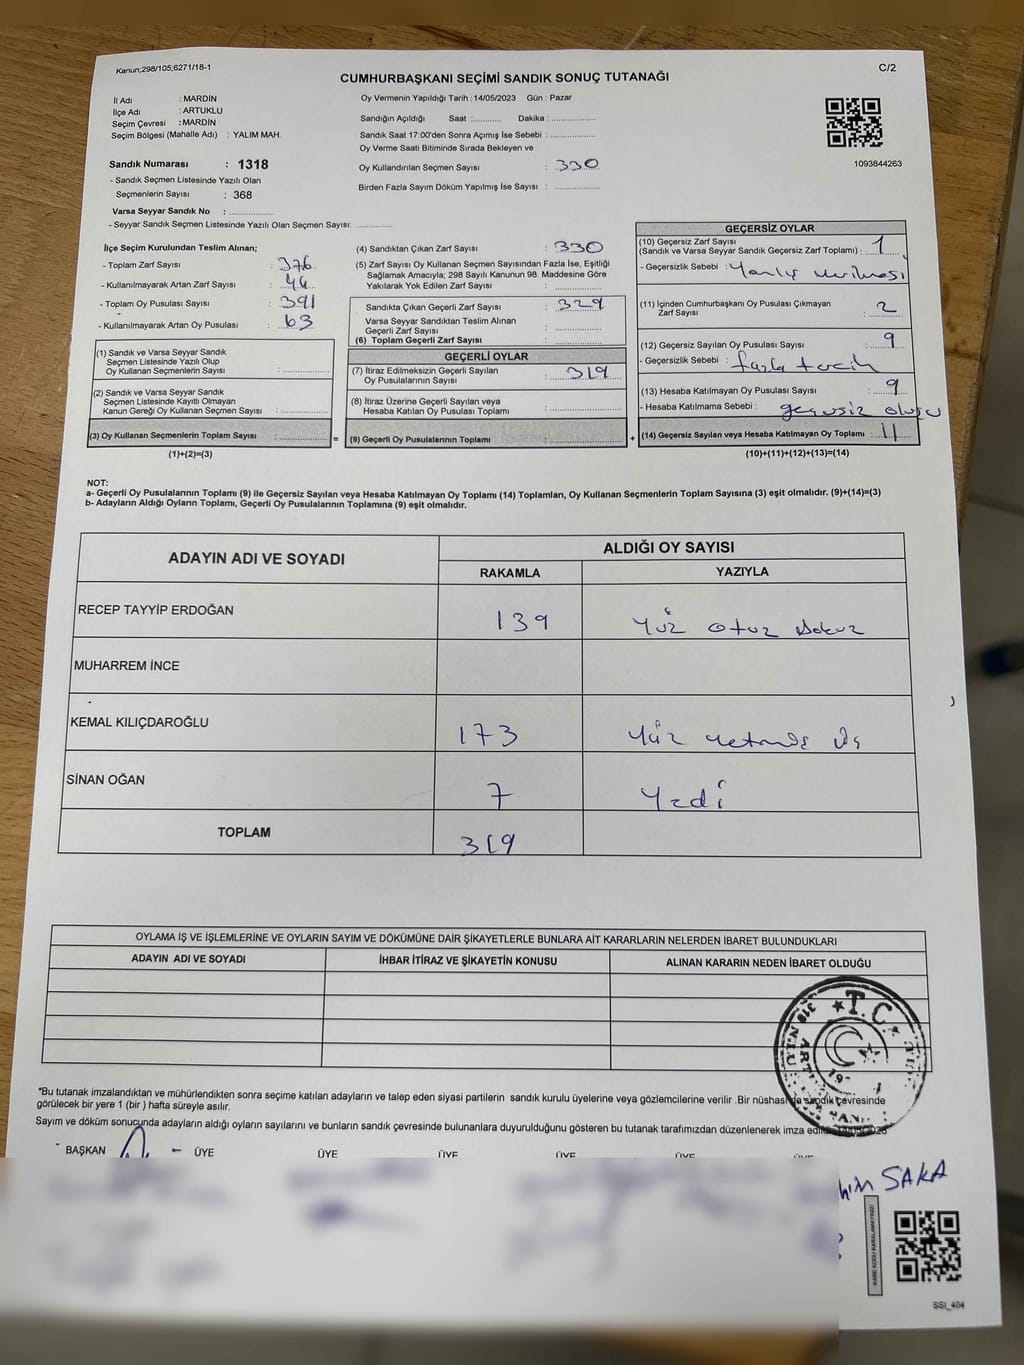 Kanun;298/105;6271/18-1
CUMHURBAŞKANI SEÇİMİ SANDIK SONUÇ TUTANAĞI
C/2
İl Adı : MARDİN
İlçe Adı : ARTUKLU
Seçim Çevresi : MARDİN
Seçim Bölgesi (Mahalle Adı) : YALIM MAH.
Sandık Numarası : 1318
- Sandık Seçmen Listesinde Yazılı Olan
Seçmenlerin Sayısı : 368
Varsa Seyyar Sandık No : ..............
- Seyyar Sandık Seçmen Listesinde Yazılı Olan Seçmen Sayısı: ..............
Oy Vermenin Yapıldığı Tarih : 14/05/2023 Gün : Pazar
Sandığın Açıldığı Saat :.......... Dakika : ..............
Sandık Saat 17:00'den Sonra Açımış İse Sebebi : ..............
Oy Verme Saati Bitiminde Sırada Bekleyen ve
Oy Kullandırılan Seçmen Sayısı : 330
Birden Fazla Sayım Döküm Yapılmış İse Sayısı : ..............
1093844263
İlçe Seçim Kurulundan Teslim Alınan;
- Toplam Zarf Sayısı : 376
- Kullanılmayarak Artan Zarf Sayısı : 44
- Toplam Oy Pusulası Sayısı : 391
- Kullanılmayarak Artan Oy Pusulası : 63
(1) Sandık ve Varsa Seyyar Sandık
Seçmen Listesinde Yazılı Olup
Oy Kullanan Seçmenlerin Sayısı : ..............
(2) Sandık ve Varsa Seyyar Sandık
Seçmen Listesinde Kayıtlı Olmayan
Kanun Gereği Oy Kullanan Seçmen Sayısı : ..............
(3) Oy Kullanan Seçmenlerin Toplam Sayısı : .............. =
(1)+(2)=(3)
(4) Sandıktan Çıkan Zarf Sayısı : 330
(5) Zarf Sayısı Oy Kullanan Seçmen Sayısından Fazla İse, Eşitliği
Sağlamak Amacıyla; 298 Sayılı Kanunun 98. Maddesine Göre
Yakılarak Yok Edilen Zarf Sayısı : ..............
Sandıkta Çıkan Geçerli Zarf Sayısı : 329
Varsa Seyyar Sandıktan Teslim Alınan
Geçerli Zarf Sayısı : ..............
(6) Toplam Geçerli Zarf Sayısı : ..............
GEÇERLİ OYLAR
(7) İtiraz Edilmeksizin Geçerli Sayılan
Oy Pusulalarının Sayısı : 319
(8) İtiraz Üzerine Geçerli Sayılan veya
Hesaba Katılan Oy Pusulası Toplamı : ..............
(9) Geçerli Oy Pusulalarının Toplamı : .............. +
GEÇERSİZ OYLAR
(10) Geçersiz Zarf Sayısı
(Sandık ve Varsa Seyyar Sandık Geçersiz Zarf Toplamı) : 1
- Geçersizlik Sebebi : Yanlış verilmesi
(11) İçinden Cumhurbaşkanı Oy Pusulası Çıkmayan
Zarf Sayısı : 2
(12) Geçersiz Sayılan Oy Pusulası Sayısı : 9
- Geçersizlik Sebebi : fazla tercih
(13) Hesaba Katılmayan Oy Pusulası Sayısı : 9
- Hesaba Katılmama Sebebi : geçersiz oluşu
(14) Geçersiz Sayılan veya Hesaba Katılmayan Oy Toplamı : 11
(10)+(11)+(12)+(13)=(14)
NOT:
a- Geçerli Oy Pusulalarının Toplamı (9) ile Geçersiz Sayılan veya Hesaba Katılmayan Oy Toplamı (14) Toplamları, Oy Kullanan Seçmenlerin Toplam Sayısına (3) eşit olmalıdır. (9)+(14)=(3)
b- Adayların Aldığı Oyların Toplamı, Geçerli Oy Pusulalarının Toplamına (9) eşit olmalıdır.
ADAYIN ADI VE SOYADI
ALDIĞI OY SAYISI
RAKAMLA YAZIYLA
RECEP TAYYİP ERDOĞAN 139 Yüz otuz dokuz
MUHARREM İNCE
KEMAL KILIÇDAROĞLU 173 Yüz yetmiş üç
SİNAN OĞAN 7 Yedi
TOPLAM 319
OYLAMA İŞ VE İŞLEMLERİNE VE OYLARIN SAYIM VE DÖKÜMÜNE DAİR ŞİKAYETLERLE BUNLARA AİT KARARLARIN NELERDEN İBARET BULUNDUKLARI
ADAYIN ADI VE SOYADI İHBAR İTİRAZ VE ŞİKAYETİN KONUSU ALINAN KARARIN NEDEN İBARET OLDUĞU
T.C.
*Bu tutanak imzalandıktan ve mühürlendikten sonra seçime katılan adayların ve talep eden siyasi partilerin sandık kurulu üyelerine veya gözlemcilerine verilir .Bir nüshası da sandık çevresinde
görülecek bir yere 1 (bir ) hafta süreyle asılır.
Sayım ve döküm sonucunda adayların aldığı oyların sayılarını ve bunların sandık çevresinde bulunanlara duyurulduğunu gösteren bu tutanak tarafımızdan düzenlenerek imza
BAŞKAN ÜYE ÜYE ÜYE ÜYE ÜYE ÜYE
SAKA
KARE KODU KARALAMAYINIZ!
SSI_404